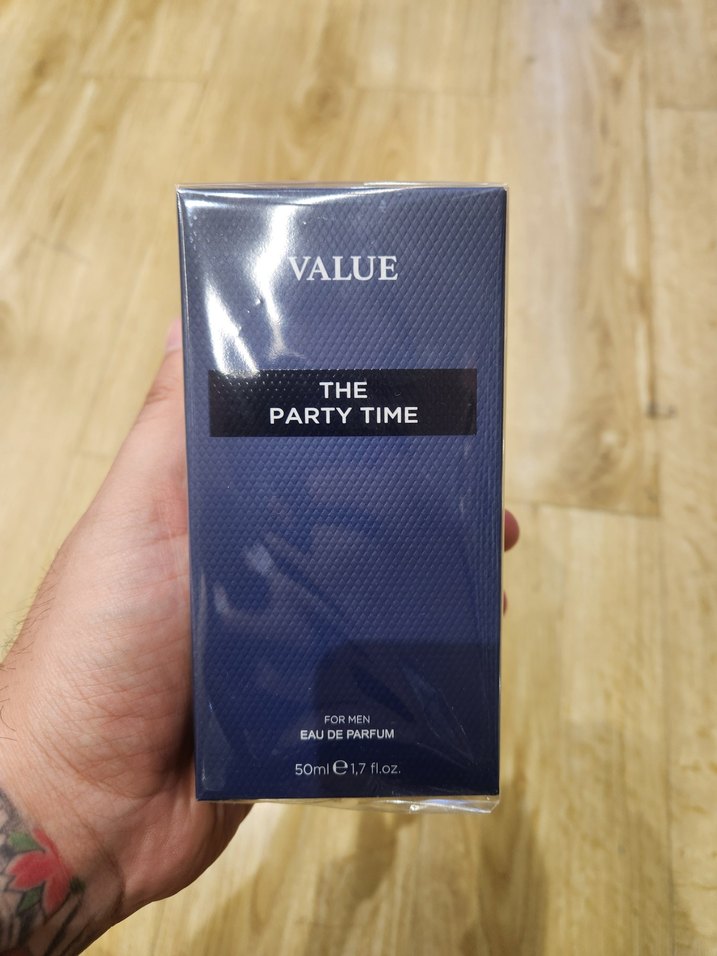 VALUE
THE
PARTY TIME
FOR MEN
EAU DE PARFUM
50ml ℮ 1,7 fl.oz.